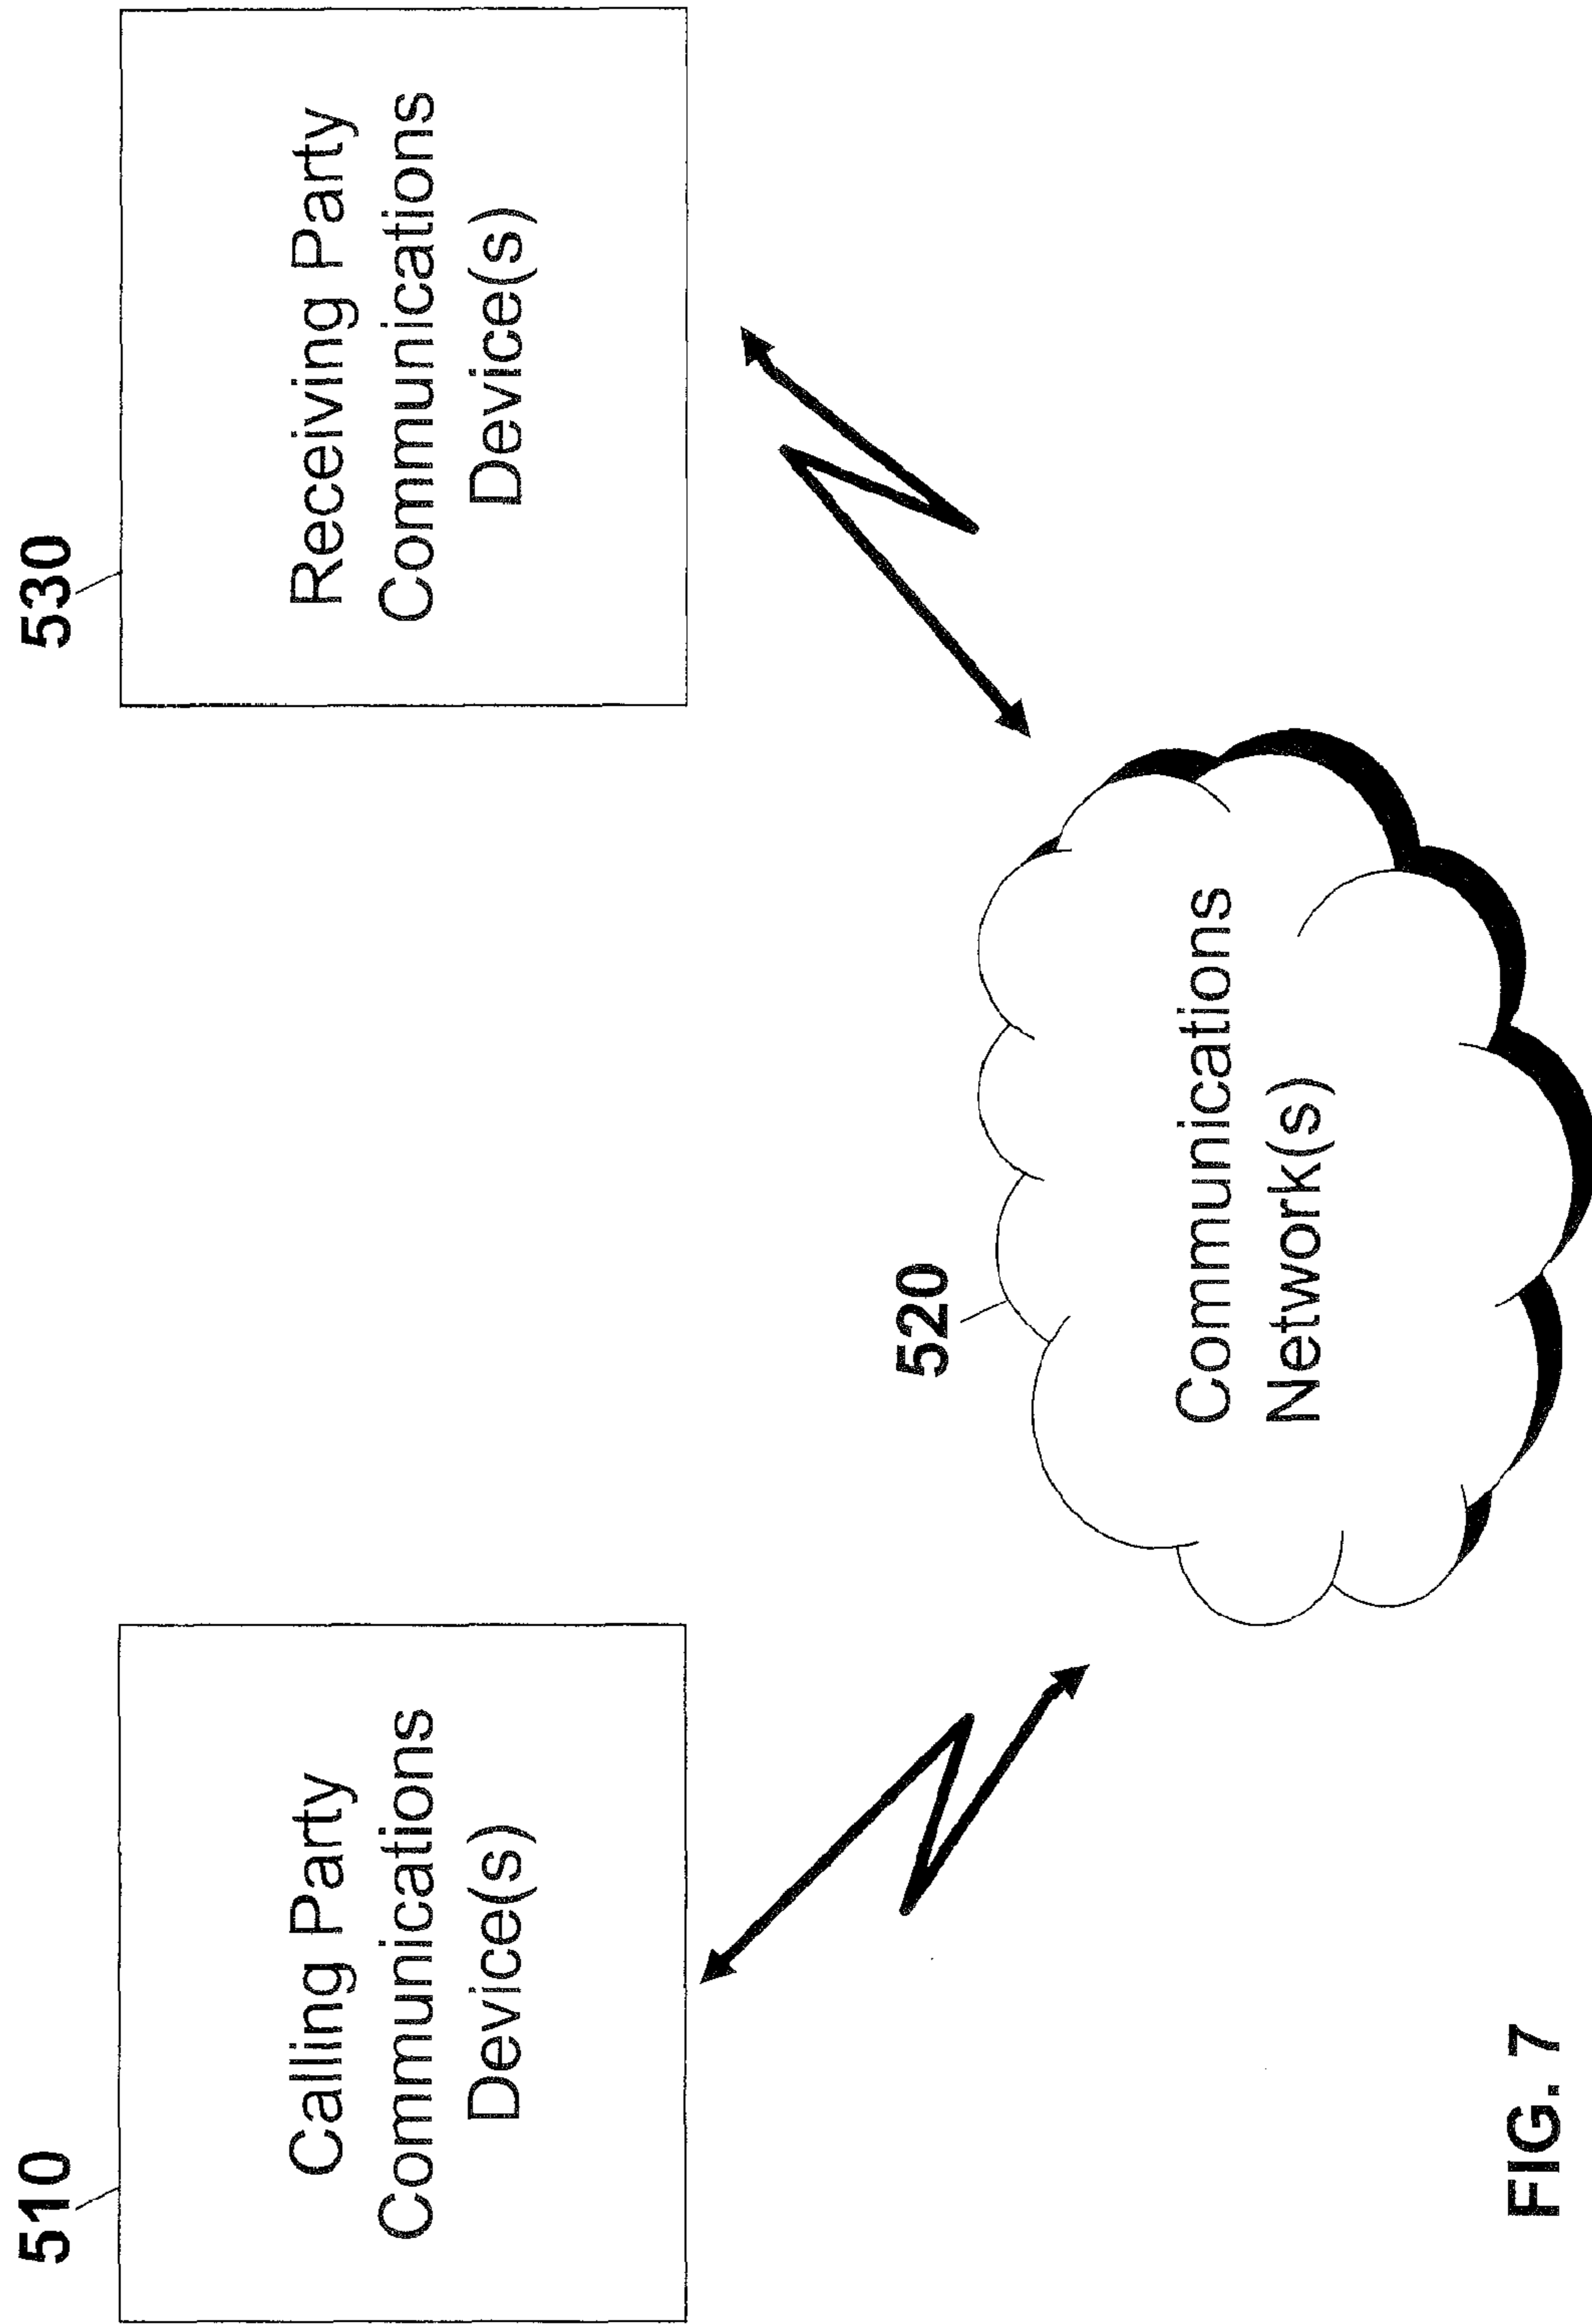 510
Calling Party
Communications
Device(s)
530
Receiving Party
Communications
Device(s)
520
Communications
Network(s)
FIG. 7